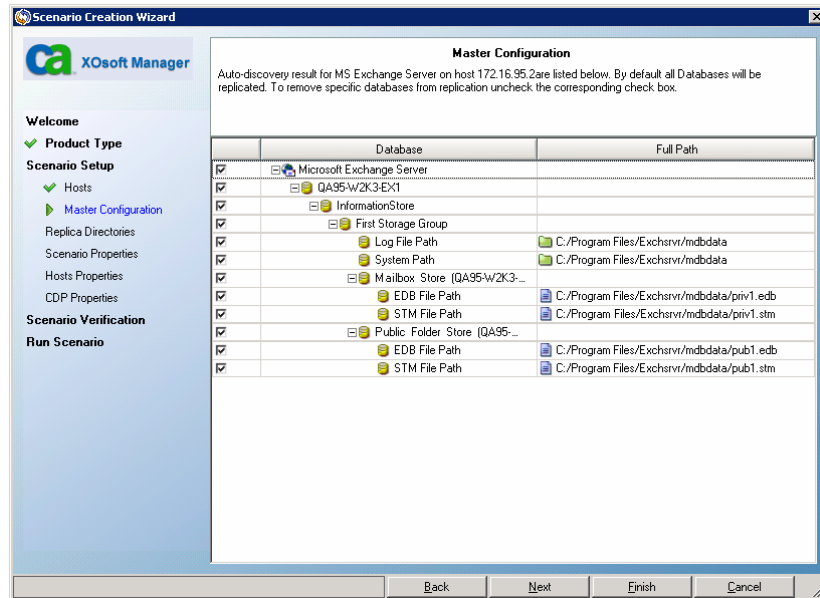 Scenario Creation Wizard
ca XOsoft Manager
Welcome
Product Type
Scenario Setup
Hosts
Master Configuration
Replica Directories
Scenario Properties
Hosts Properties
CDP Properties
Scenario Verification
Run Scenario
Master Configuration
Auto-discovery result for MS Exchange Server on host 172.16.95.2are listed below. By default all Databases will be
replicated. To remove specific databases from replication uncheck the corresponding check box.
Database Full Path
Microsoft Exchange Server
QA95-W2K3-EX1
InformationStore
First Storage Group
Log File Path C:/Program Files/Exchsrvr/mdbdata
System Path C:/Program Files/Exchsrvr/mdbdata
Mailbox Store (QA95-W2K3-...
EDB File Path C:/Program Files/Exchsrvr/mdbdata/priv1.edb
STM File Path C:/Program Files/Exchsrvr/mdbdata/priv1.stm
Public Folder Store (QA95-...
EDB File Path C:/Program Files/Exchsrvr/mdbdata/pub1.edb
STM File Path C:/Program Files/Exchsrvr/mdbdata/pub1.stm
Back Next Finish Cancel